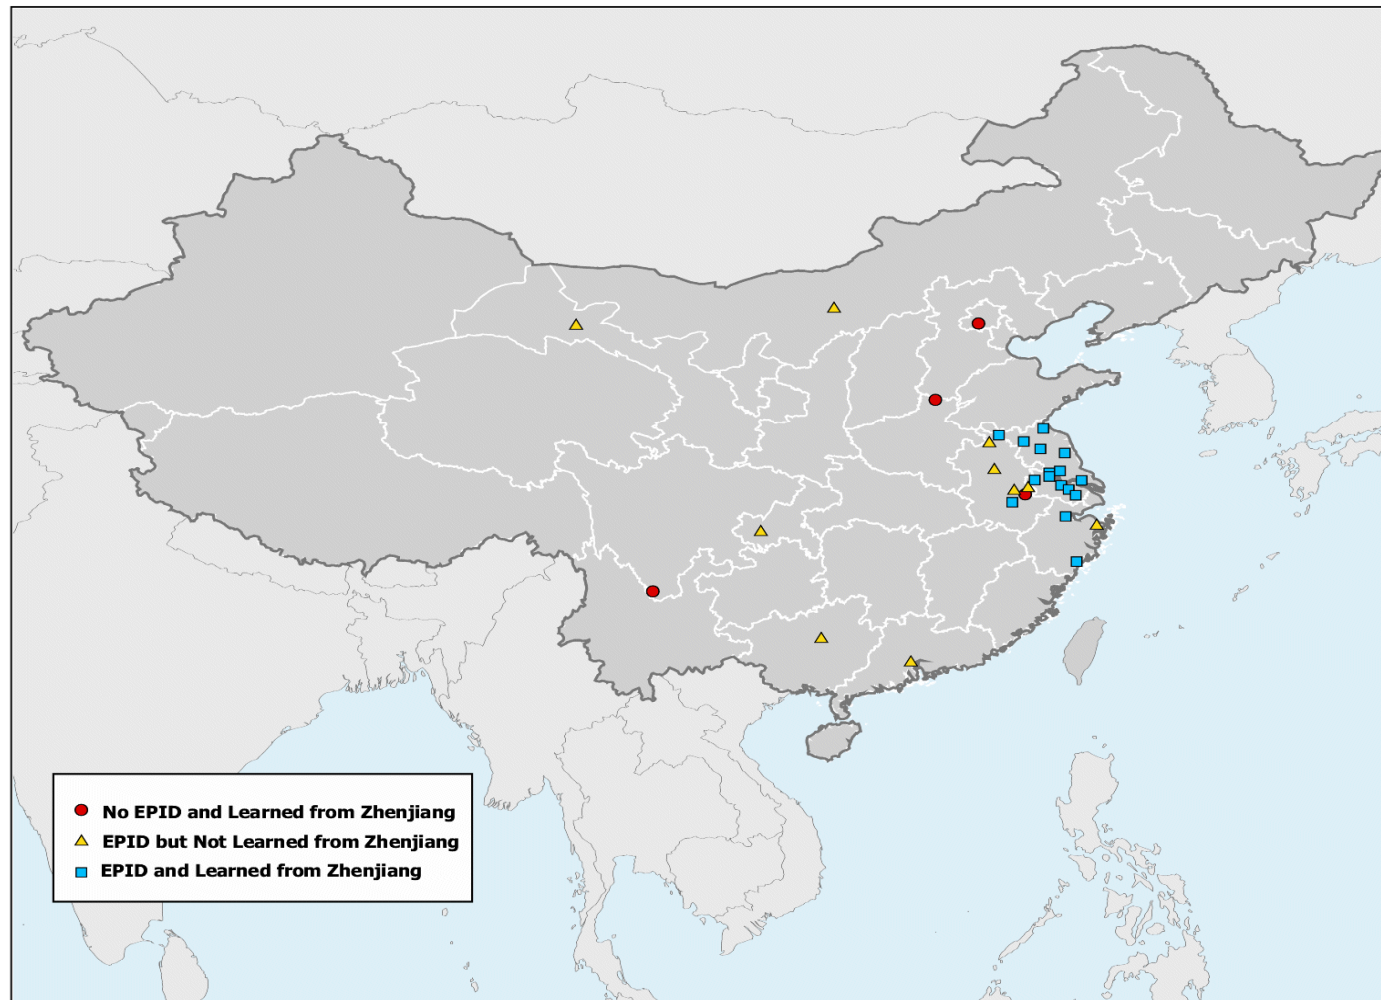 No EPID and Learned from Zhenjiang
EPID but Not Learned from Zhenjiang
EPID and Learned from Zhenjiang